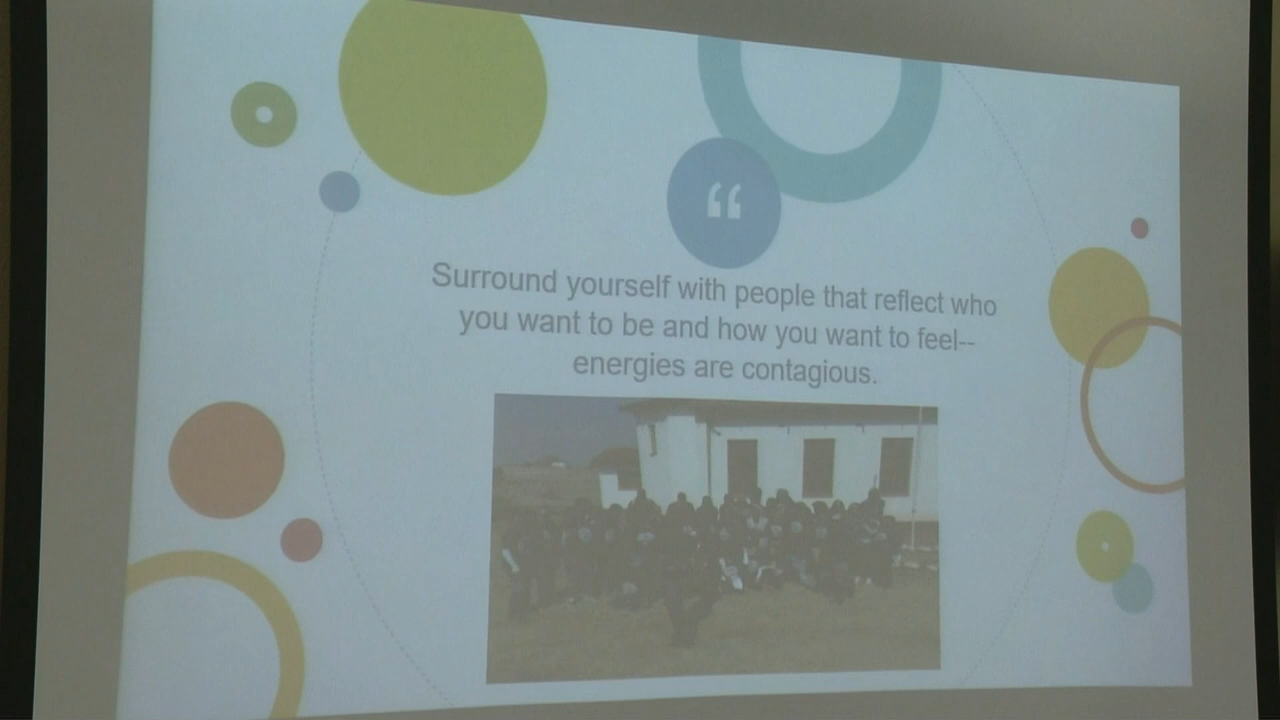 “
Surround yourself with people that reflect who
you want to be and how you want to feel--
energies are contagious.